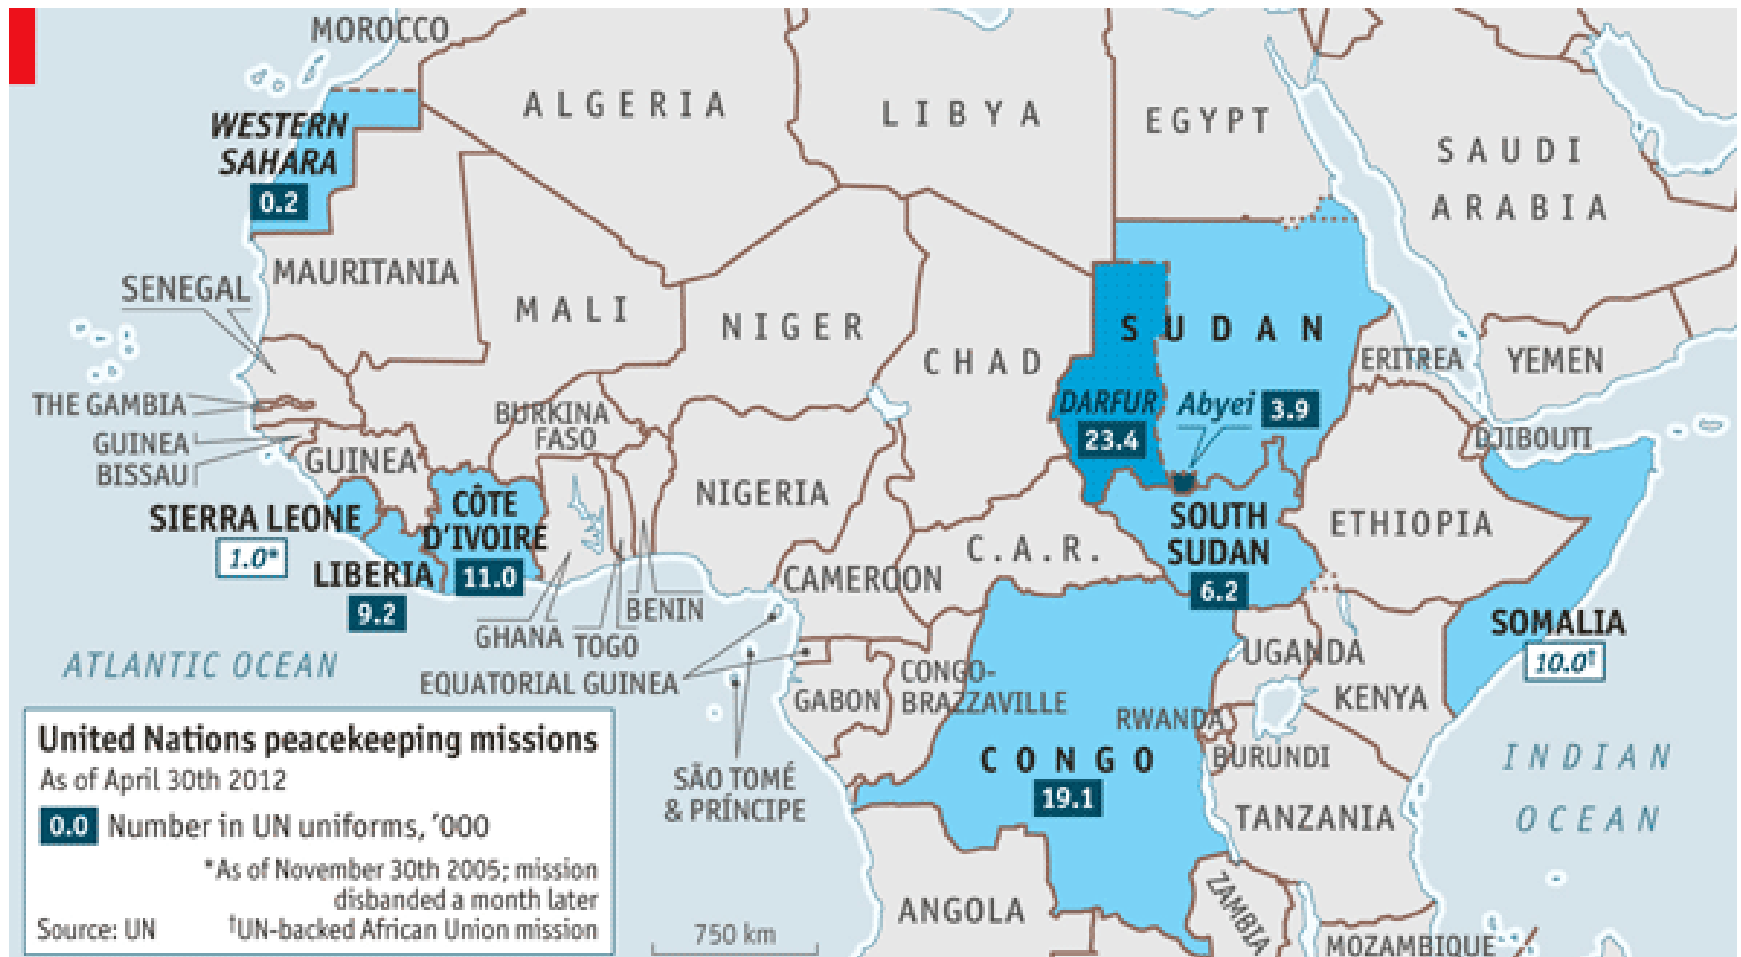 MOROCCO
ALGERIA
LIBYA
EGYPT
SAUDI
ARABIA
WESTERN
SAHARA
0.2
MAURITANIA
SENEGAL
MALI
NIGER
CHAD
SUDAN
ERITREA
YEMEN
THE GAMBIA
GUINEA
BISSAU
GUINEA
BURKINA
FASO
DARFUR
23.4
Abyei 3.9
DJIBOUTI
SIERRA LEONE
1.0*
LIBERIA
9.2
CÔTE
D'IVOIRE
11.0
NIGERIA
C.A.R.
SOUTH
SUDAN
6.2
ETHIOPIA
SOMALIA
10.0†
GHANA
TOGO
BENIN
CAMEROON
EQUATORIAL GUINEA
GABON
CONGO-
BRAZZAVILLE
UGANDA
KENYA
RWANDA
BURUNDI
CONGO
19.1
TANZANIA
SÃO TOMÉ
& PRÍNCIPE
ANGOLA
ZAMBIA
MOZAMBIQUE
ATLANTIC OCEAN
INDIAN
OCEAN
United Nations peacekeeping missions
As of April 30th 2012
0.0 Number in UN uniforms, '000
*As of November 30th 2005; mission
disbanded a month later
Source: UN †UN-backed African Union mission
750 km